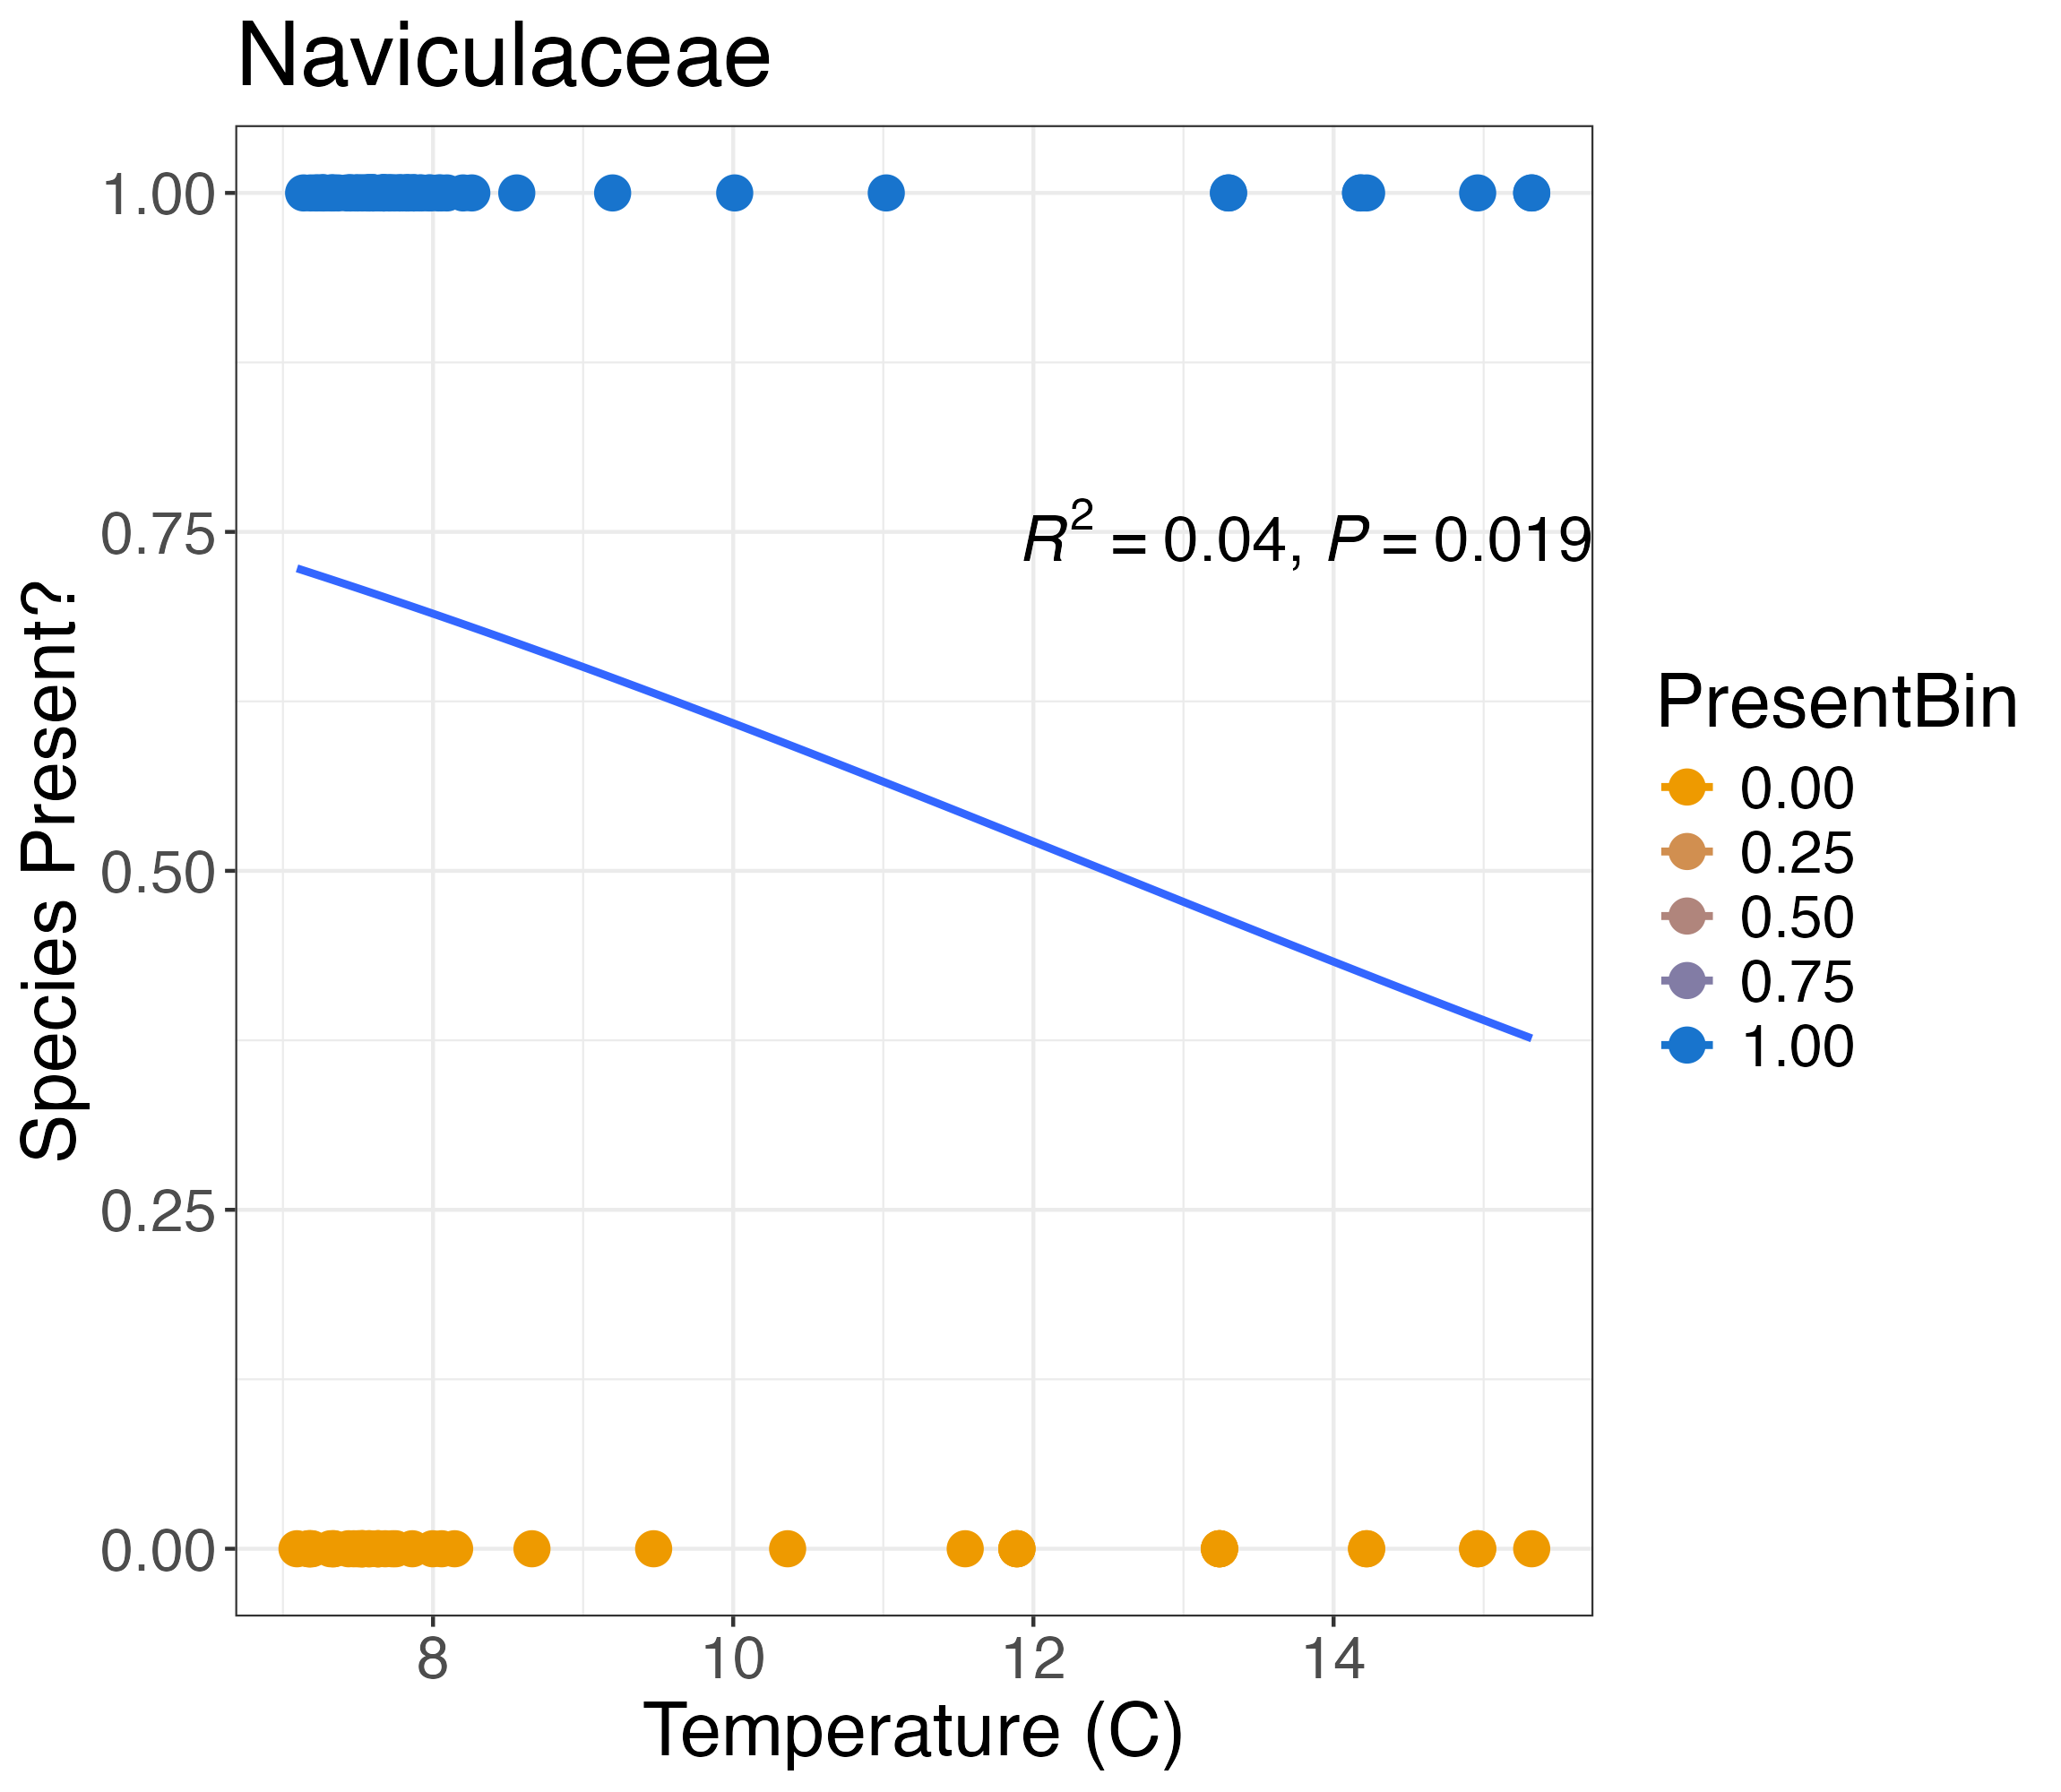 Naviculaceae
1.00
0.75
0.50
0.25
0.00
Species Present?
R² = 0.04, P = 0.019
8 10 12 14
Temperature (C)
PresentBin
0.00
0.25
0.50
0.75
1.00